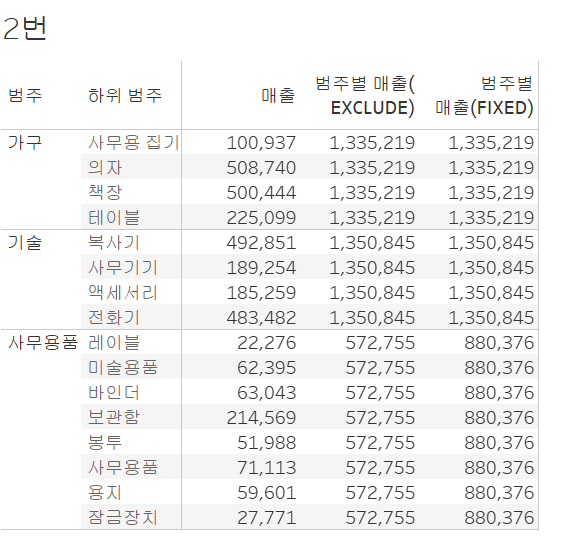 2번
범주 하위 범주 매출 범주별 매출( EXCLUDE) 범주별 매출(FIXED)
가구 사무용 집기 100,937 1,335,219 1,335,219
의자 508,740 1,335,219 1,335,219
책장 500,444 1,335,219 1,335,219
테이블 225,099 1,335,219 1,335,219
기술 복사기 492,851 1,350,845 1,350,845
사무기기 189,254 1,350,845 1,350,845
액세서리 185,259 1,350,845 1,350,845
전화기 483,482 1,350,845 1,350,845
사무용품 레이블 22,276 572,755 880,376
미술용품 62,395 572,755 880,376
바인더 63,043 572,755 880,376
보관함 214,569 572,755 880,376
봉투 51,988 572,755 880,376
사무용품 71,113 572,755 880,376
용지 59,601 572,755 880,376
잠금장치 27,771 572,755 880,376